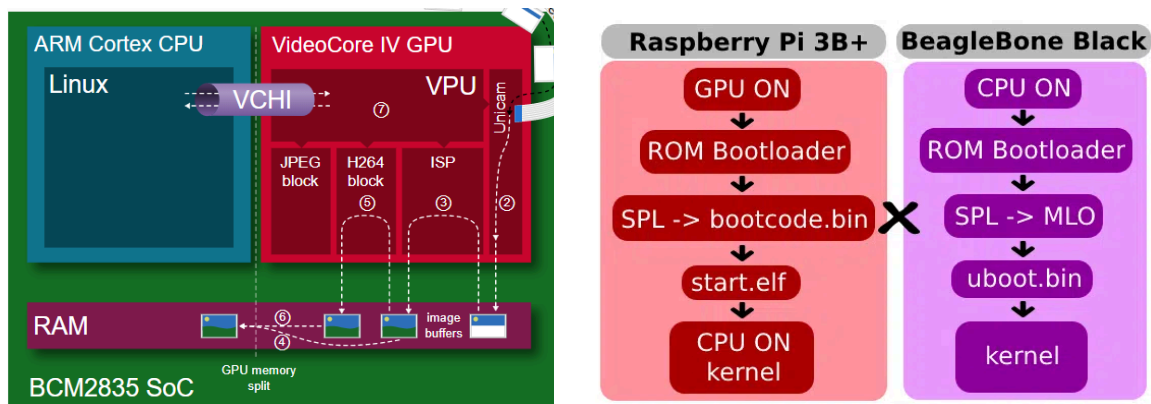 ARM Cortex CPU
VideoCore IV GPU
Linux
VCHI
VPU
Unicam
⑦
JPEG
block
H264
block
ISP
⑤
③
②
RAM
⑥
④
image
buffers
GPU memory
split
BCM2835 SoC
Raspberry Pi 3B+
GPU ON
ROM Bootloader
SPL -> bootcode.bin
start.elf
CPU ON
kernel
BeagleBone Black
CPU ON
ROM Bootloader
SPL -> MLO
uboot.bin
kernel